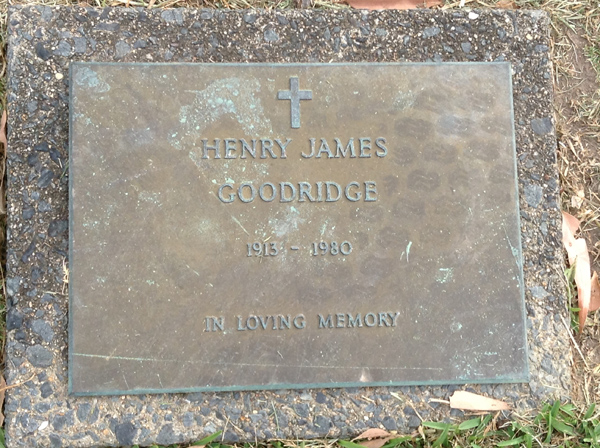 HENRY JAMES
GOODRIDGE
1913 - 1980
IN LOVING MEMORY